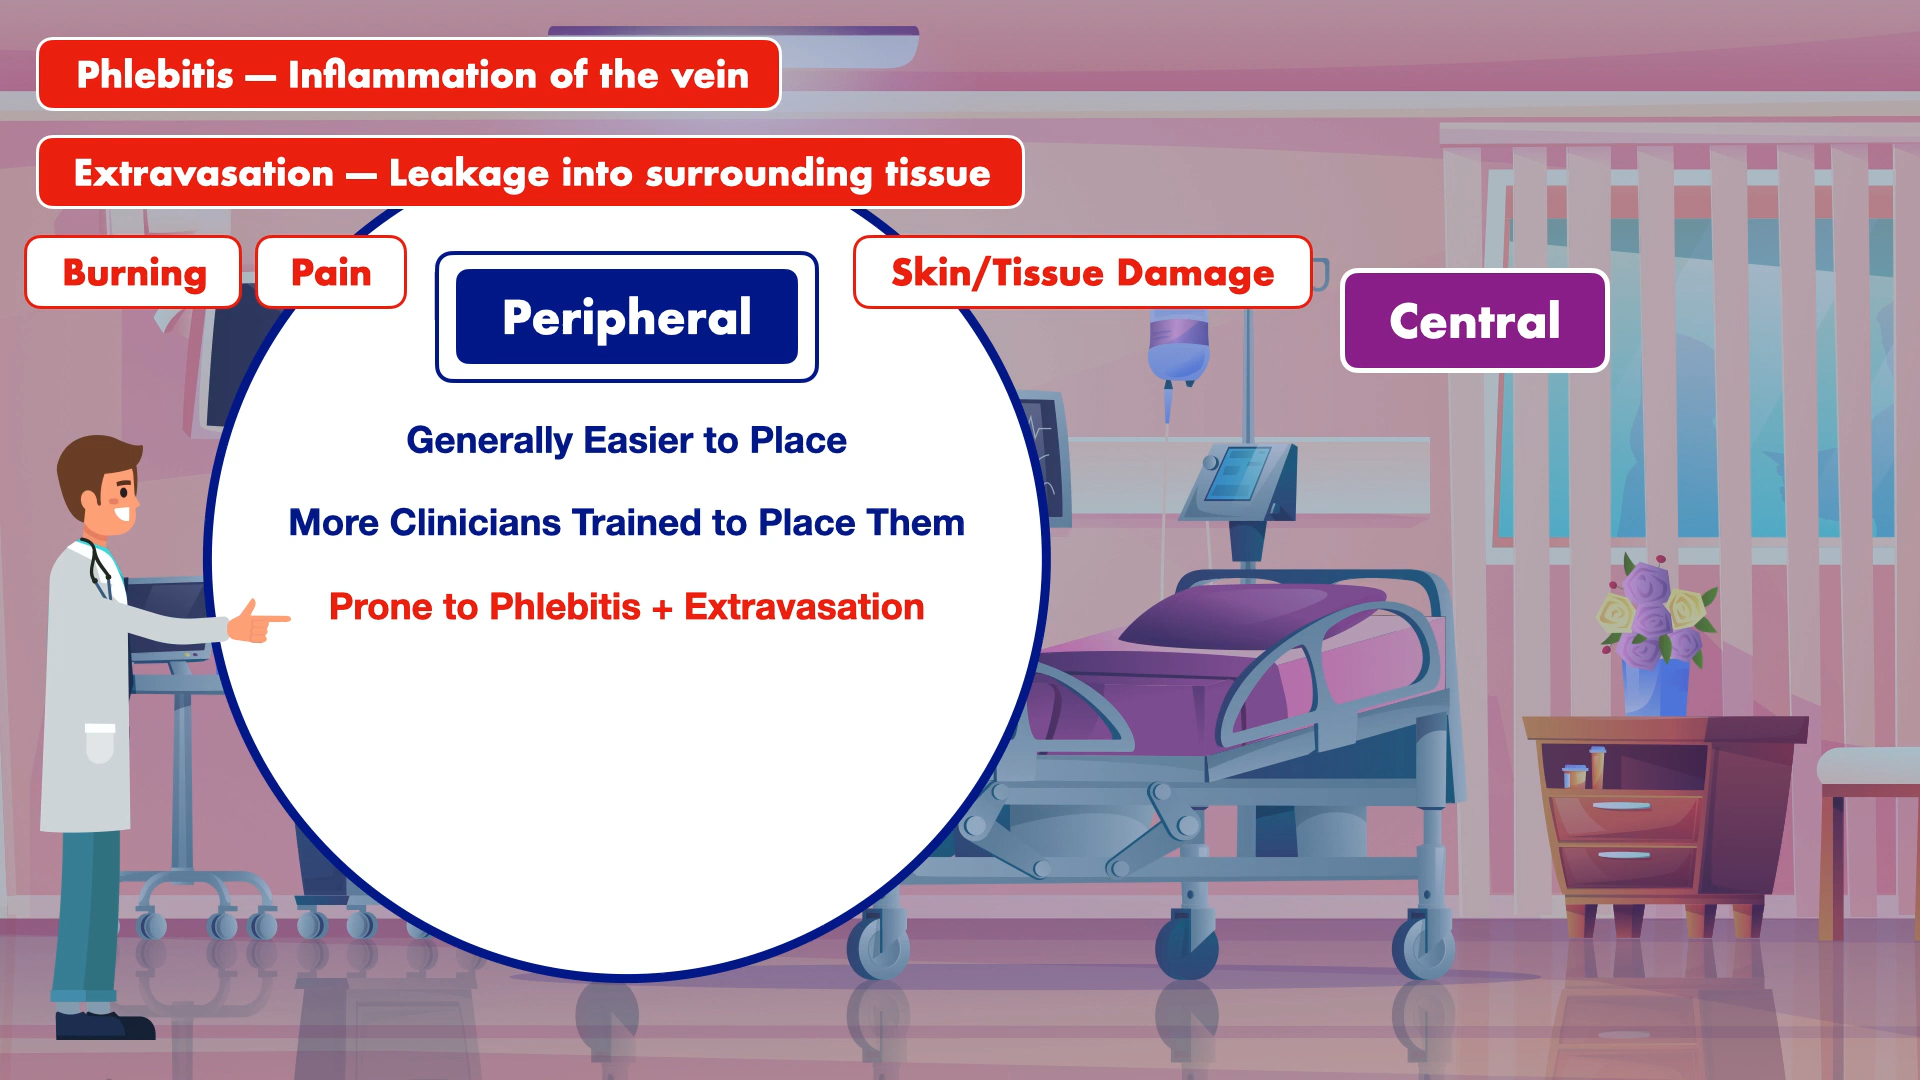 Phlebitis — Inflammation of the vein
Extravasation — Leakage into surrounding tissue
Burning
Pain
Skin/Tissue Damage
Peripheral
Central
Generally Easier to Place
More Clinicians Trained to Place Them
Prone to Phlebitis + Extravasation